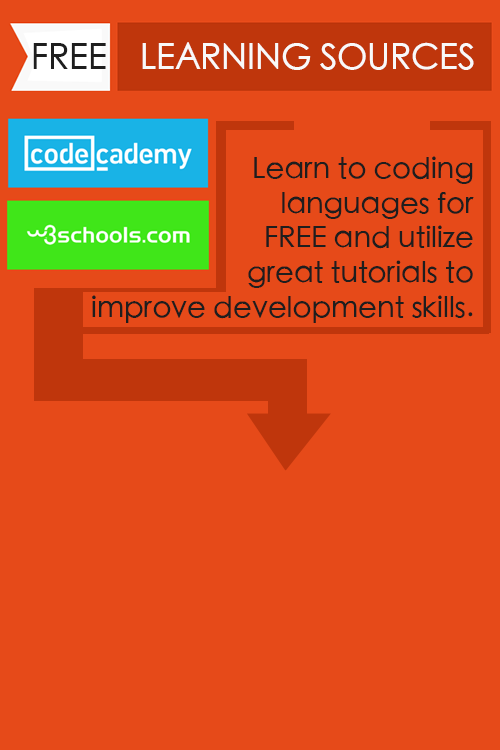 FREE LEARNING SOURCES
codecademy
w3schools.com
Learn to coding
languages for
FREE and utilize
great tutorials to
improve development skills.